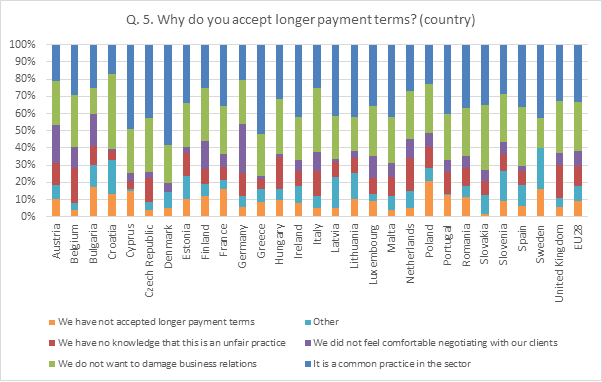 Q. 5. Why do you accept longer payment terms? (country)
100%
90%
80%
70%
60%
50%
40%
30%
20%
10%
0%
Austria
Belgium
Bulgaria
Croatia
Cyprus
Czech Republic
Denmark
Estonia
Finland
France
Germany
Greece
Hungary
Ireland
Italy
Latvia
Lithuania
Luxembourg
Malta
Netherlands
Poland
Portugal
Romania
Slovakia
Slovenia
Spain
Sweden
United Kingdom
EU28
We have not accepted longer payment terms
Other
We have no knowledge that this is an unfair practice
We did not feel comfortable negotiating with our clients
We do not want to damage business relations
It is a common practice in the sector